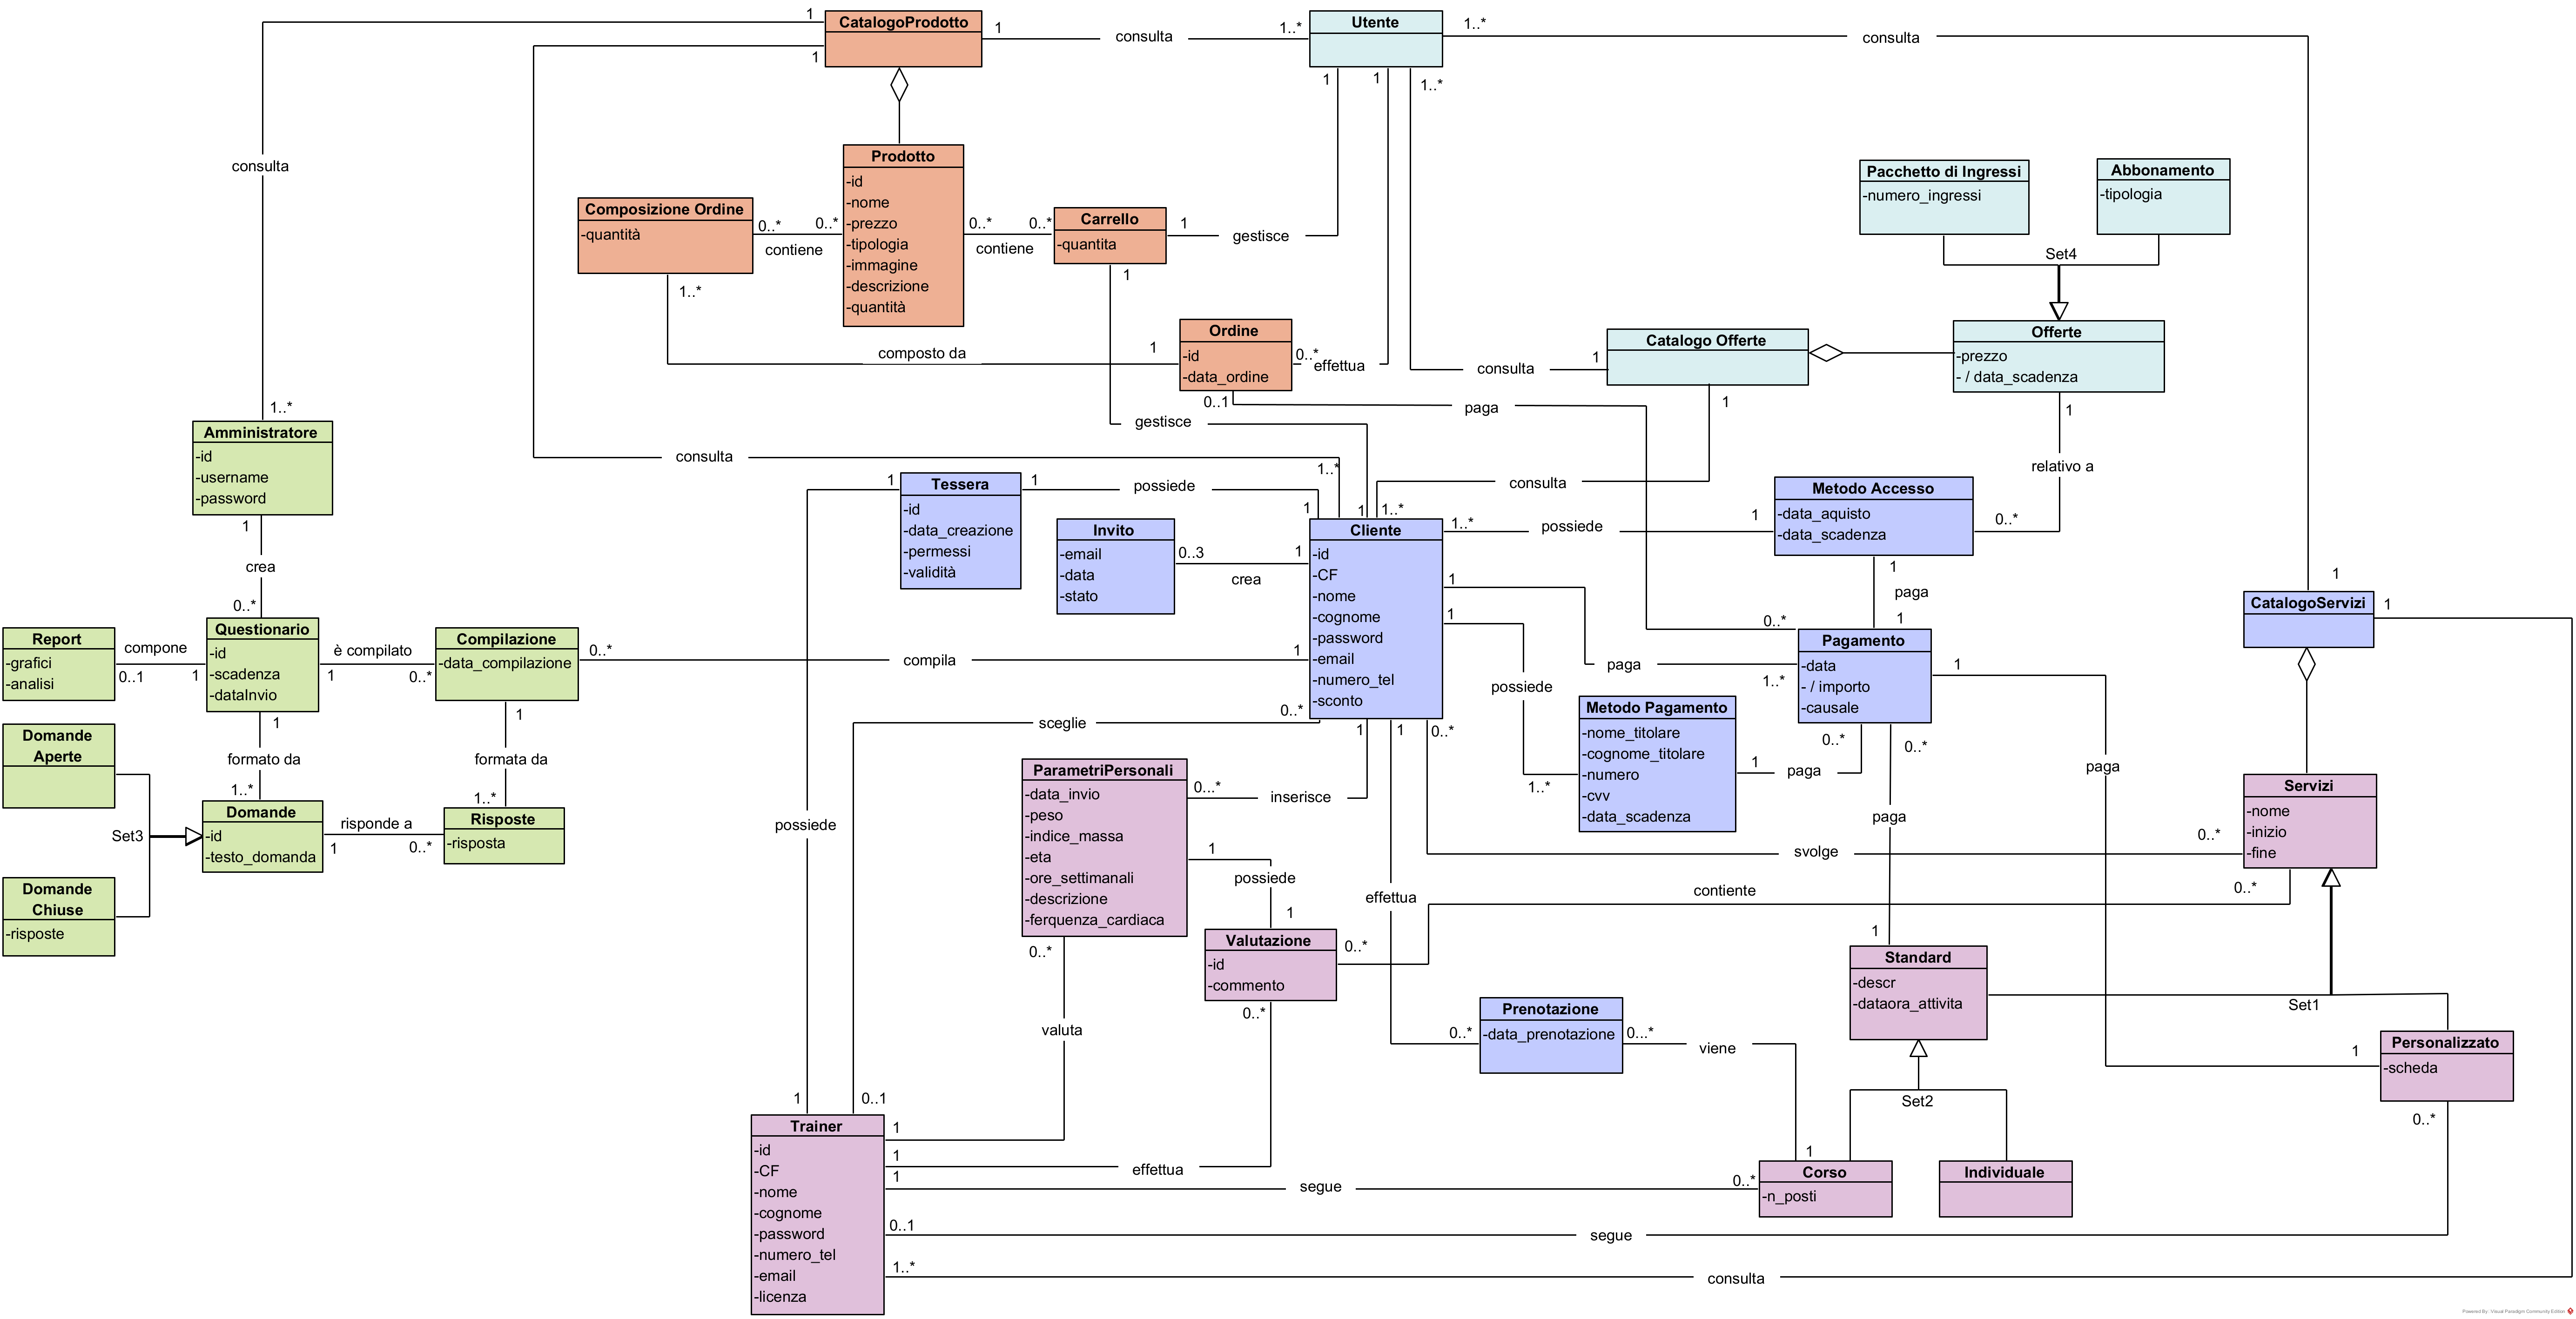 1
CatalogoProdotto
1
consulta
1..*
Utente
1..*
consulta
1
1
1
1..*
consulta
Prodotto
-id
-nome
-prezzo
-tipologia
-immagine
-descrizione
-quantità
Composizione Ordine
-quantità
0..*
0..*
contiene
0..*
0..*
contiene
Carrello
-quantita
1
gestisce
1
1..*
Pacchetto di Ingressi
-numero_ingressi
Abbonamento
-tipologia
Set4
Ordine
-id
-data_ordine
composto da
1
0..*
effettua
0..1
paga
consulta
1
Catalogo Offerte
1
Offerte
-prezzo
- / data_scadenza
1
relativo a
0..*
gestisce
consulta
1..*
1..*
Amministratore
-id
-username
-password
1
crea
0..*
1
Tessera
-id
-data_creazione
-permessi
-validità
1
possiede
1
1
1..*
consulta
Invito
-email
-data
-stato
0..3
crea
1
Cliente
-id
-CF
-nome
-cognome
-password
-email
-numero_tel
-sconto
1..*
possiede
1
Metodo Accesso
-data_aquisto
-data_scadenza
1
paga
1
1
CatalogoServizi
1
Report
-grafici
-analisi
compone
0..1
1
Questionario
-id
-scadenza
-dataInvio
è compilato
1
0..*
Compilazione
-data_compilazione
0..*
compila
1
1
paga
1..*
0..*
Pagamento
-data
- / importo
-causale
1
paga
1
possiede
1..*
Metodo Pagamento
-nome_titolare
-cognome_titolare
-numero
-cvv
-data_scadenza
1
paga
0..*
0..*
paga
1
Domande
Aperte
1
formato da
1..*
1
formata da
1..*
Set3
Domande
-id
-testo_domanda
risponde a
1
0..*
Risposte
-risposta
Domande
Chiuse
-risposte
sceglie
0..*
0..1
possiede
1
ParametriPersonali
-data_invio
-peso
-indice_massa
-eta
-ore_settimanali
-descrizione
-ferquenza_cardiaca
0...*
inserisce
1
1
0..*
Servizi
-nome
-inizio
-fine
0..*
svolge
0..*
contiente
1
possiede
1
effettua
Valutazione
-id
-commento
0..*
0..*
0..*
valuta
Standard
-descr
-dataora_attivita
Set1
Prenotazione
-data_prenotazione
0..*
0...*
viene
1
Set2
Personalizzato
-scheda
1
0..*
Trainer
-id
-CF
-nome
-cognome
-password
-numero_tel
-email
-licenza
1
1
effettua
1
segue
0..*
Corso
-n_posti
Individuale
0..1
segue
1..*
consulta
Powered By: Visual Paradigm Community Edition